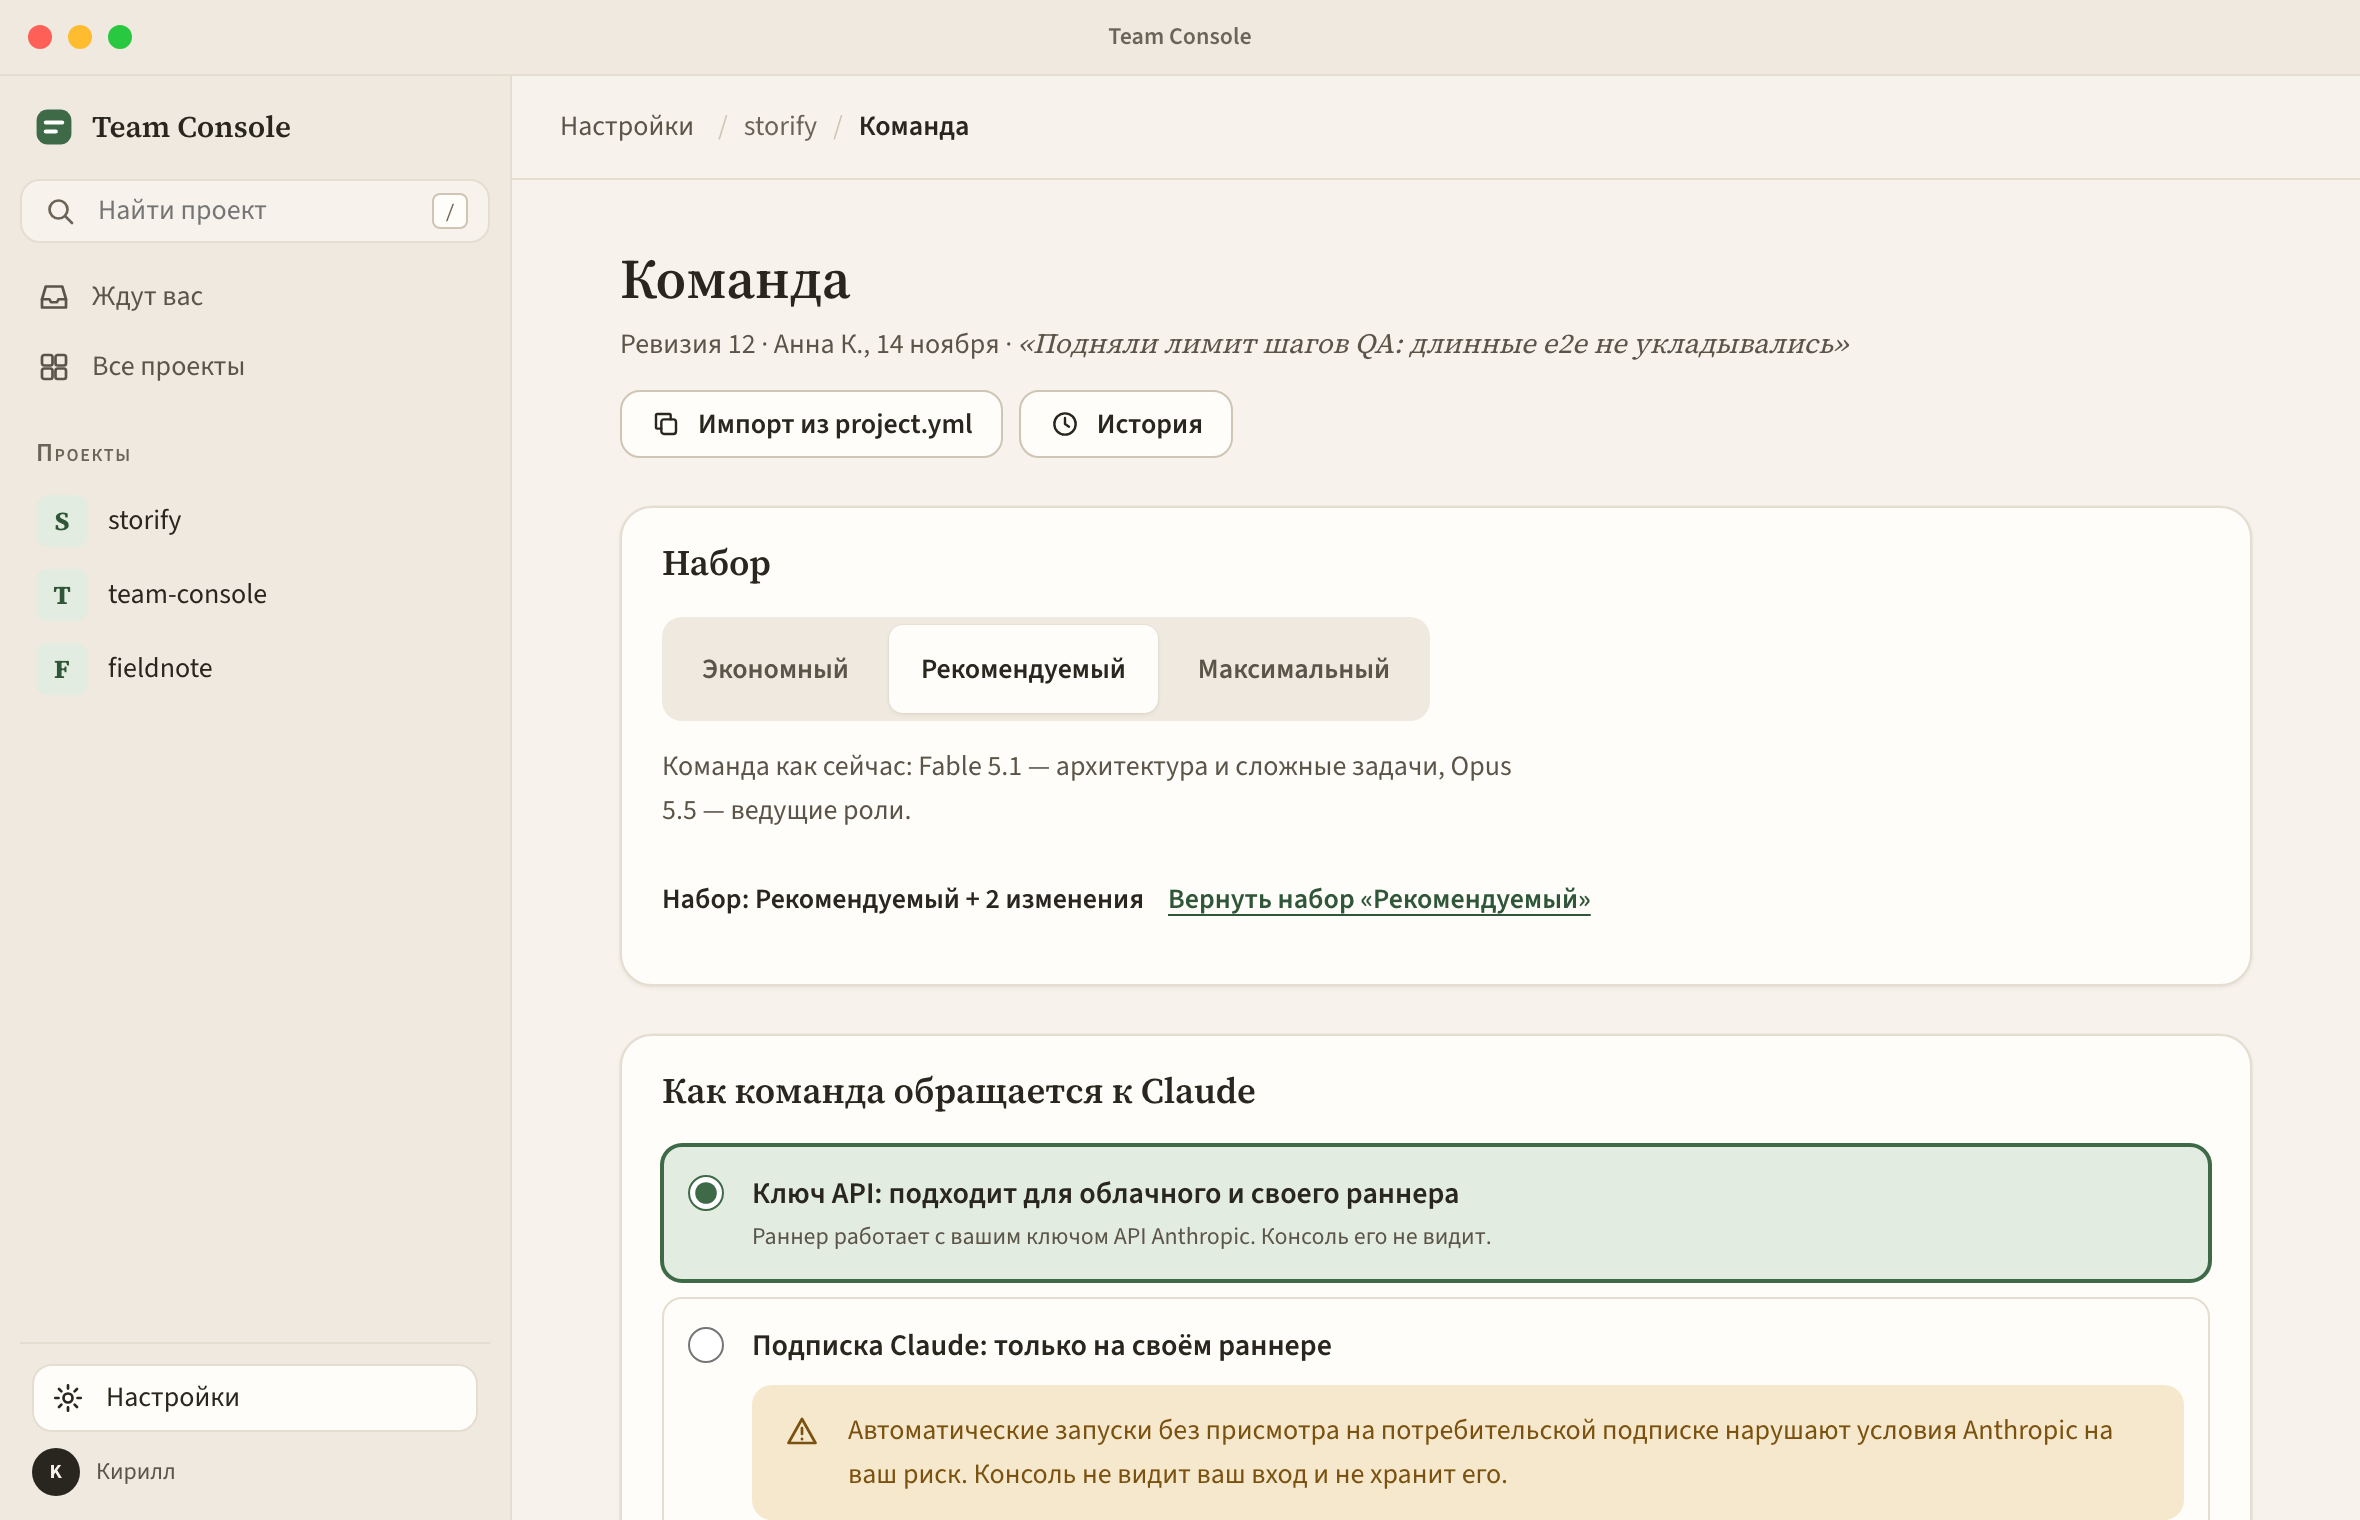 Team Console
Team Console
Найти проект /
Ждут вас
Все проекты
Проекты
S storify
T team-console
F fieldnote
Настройки
K Кирилл
Настройки / storify / Команда
Команда
Ревизия 12 · Анна К., 14 ноября · «Подняли лимит шагов QA: длинные e2e не укладывались»
Импорт из project.yml История
Набор
Экономный Рекомендуемый Максимальный
Команда как сейчас: Fable 5.1 — архитектура и сложные задачи, Opus
5.5 — ведущие роли.
Набор: Рекомендуемый + 2 изменения Вернуть набор «Рекомендуемый»
Как команда обращается к Claude
Ключ API: подходит для облачного и своего раннера
Раннер работает с вашим ключом API Anthropic. Консоль его не видит.
Подписка Claude: только на своём раннере
Автоматические запуски без присмотра на потребительской подписке нарушают условия Anthropic на
ваш риск. Консоль не видит ваш вход и не хранит его.